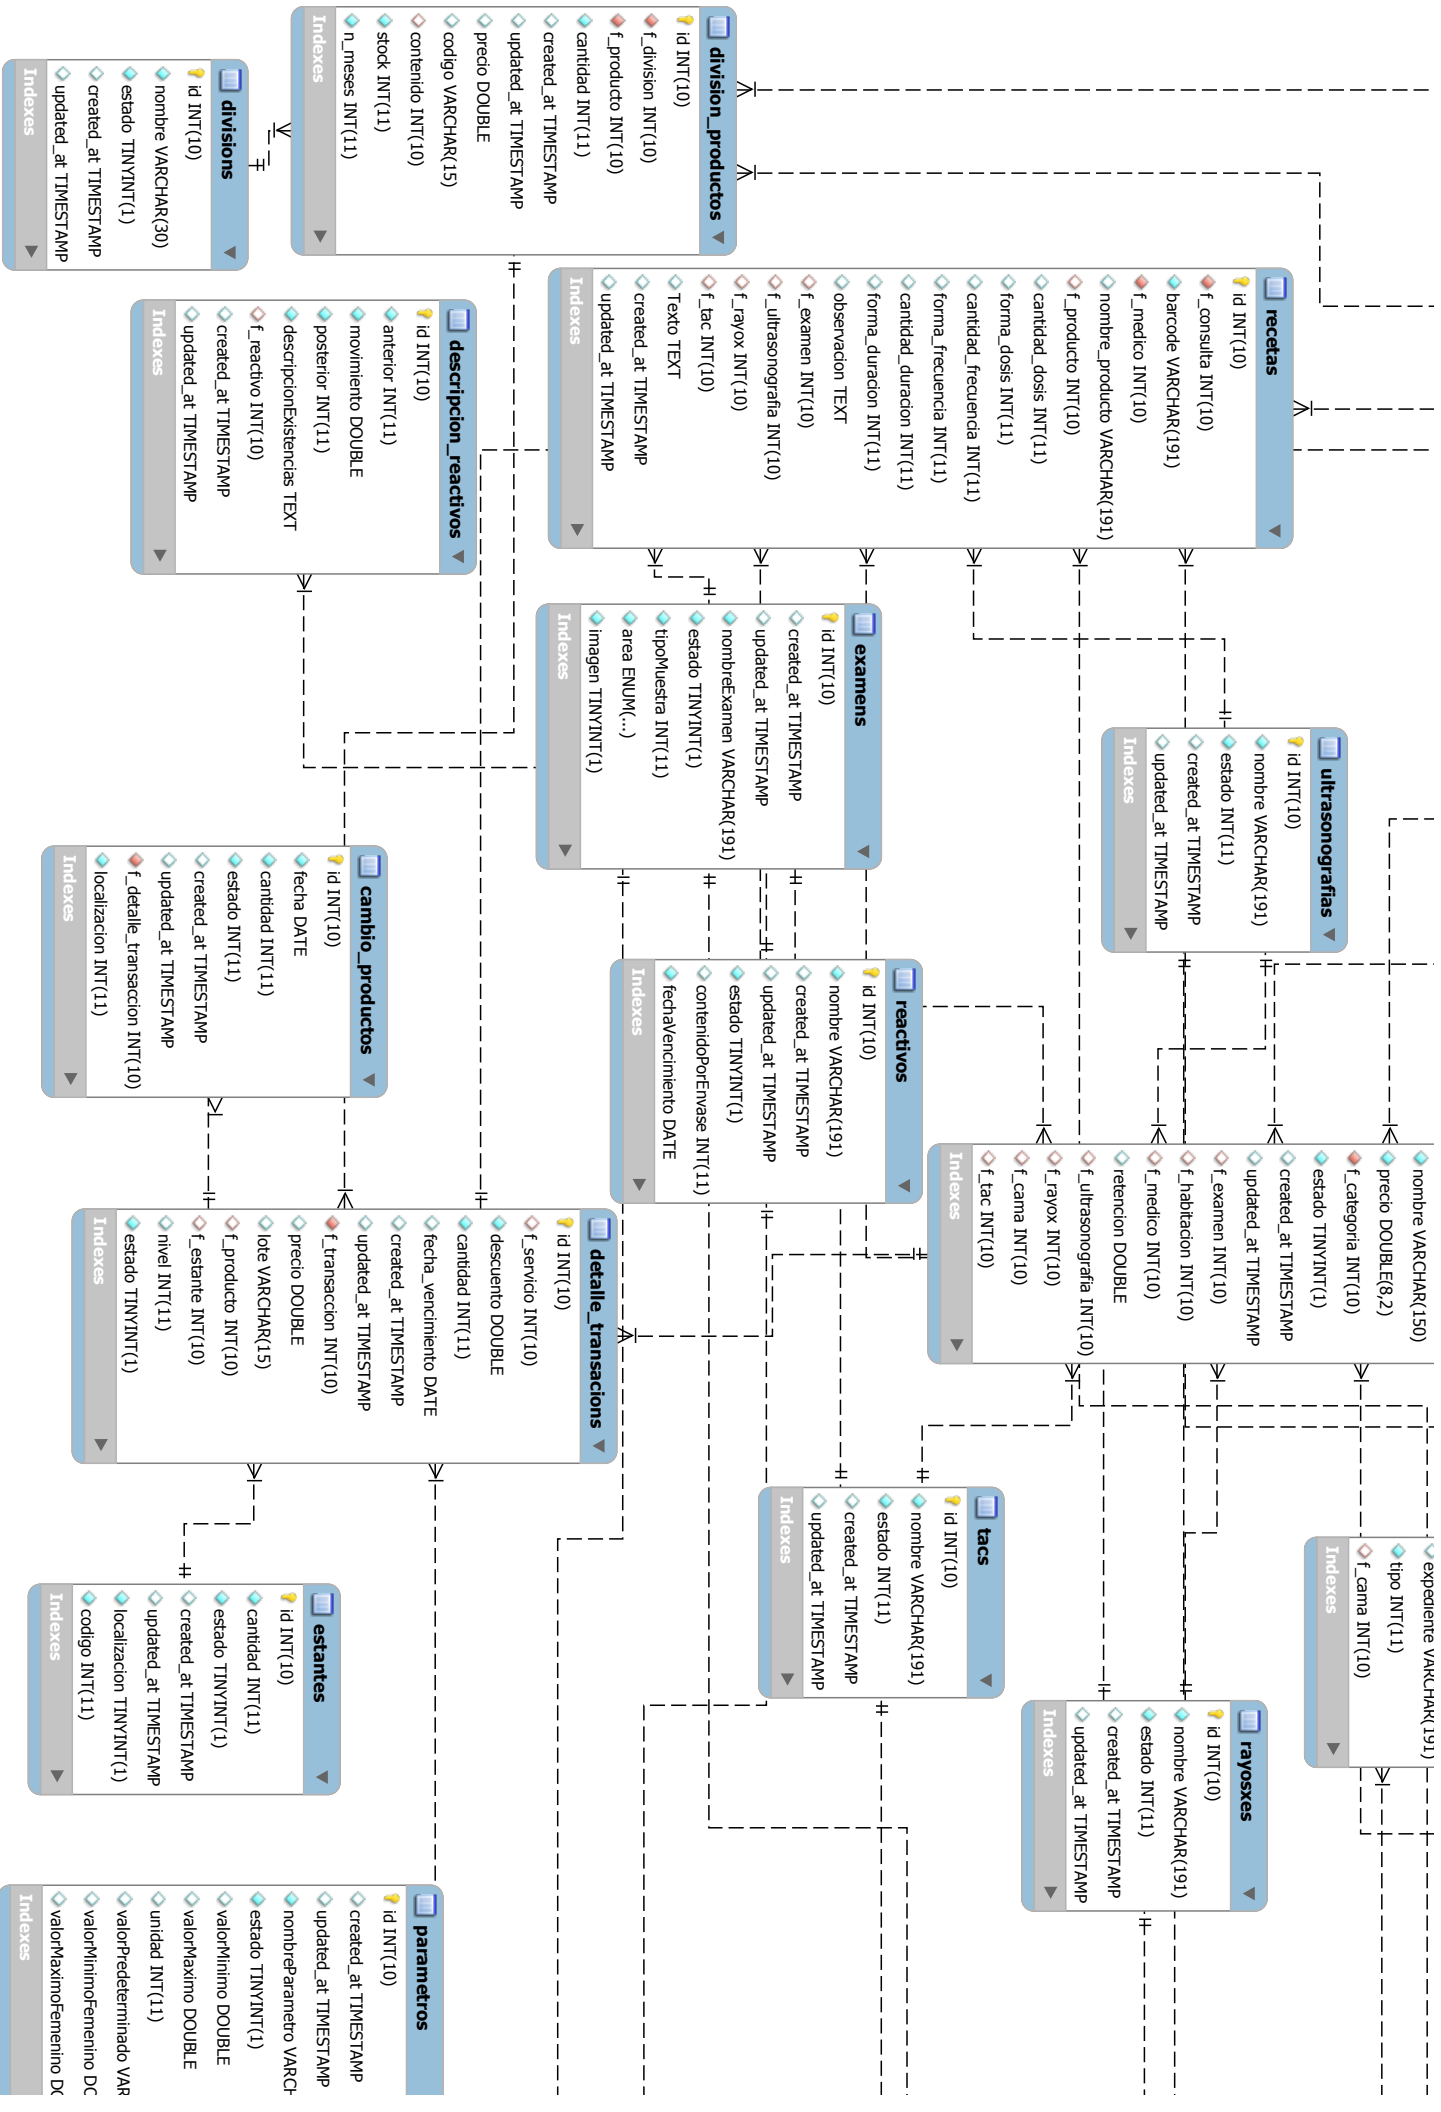 division_productos
id INT(10)
f_division INT(10)
f_producto INT(10)
cantidad INT(11)
created_at TIMESTAMP
updated_at TIMESTAMP
precio DOUBLE
codigo VARCHAR(15)
contenido INT(10)
stock INT(11)
n_meses INT(11)
Indexes
divisions
id INT(10)
nombre VARCHAR(30)
estado TINYINT(1)
created_at TIMESTAMP
updated_at TIMESTAMP
Indexes
recetas
id INT(10)
f_consulta INT(10)
barcode VARCHAR(191)
f_medico INT(10)
nombre_producto VARCHAR(191)
f_producto INT(10)
cantidad_dosis INT(11)
forma_dosis INT(11)
cantidad_frecuencia INT(11)
forma_frecuencia INT(11)
cantidad_duracion INT(11)
forma_duracion INT(11)
observacion TEXT
f_examen INT(10)
f_ultrasonografia INT(10)
f_rayox INT(10)
f_tac INT(10)
Texto TEXT
created_at TIMESTAMP
updated_at TIMESTAMP
Indexes
descripcion_reactivos
id INT(10)
anterior INT(11)
movimiento DOUBLE
posterior INT(11)
descripcionExistencias TEXT
f_reactivo INT(10)
created_at TIMESTAMP
updated_at TIMESTAMP
Indexes
examens
id INT(10)
created_at TIMESTAMP
updated_at TIMESTAMP
nombreExamen VARCHAR(191)
estado TINYINT(1)
tipoMuestra INT(11)
area ENUM(...)
imagen TINYINT(1)
Indexes
ultrasonografias
id INT(10)
nombre VARCHAR(191)
estado INT(11)
created_at TIMESTAMP
updated_at TIMESTAMP
Indexes
cambio_productos
id INT(10)
fecha DATE
cantidad INT(11)
estado INT(11)
created_at TIMESTAMP
updated_at TIMESTAMP
f_detalle_transaccion INT(10)
localizacion INT(11)
Indexes
reactivos
id INT(10)
nombre VARCHAR(191)
created_at TIMESTAMP
updated_at TIMESTAMP
estado TINYINT(1)
contenidoPorEnvase INT(11)
fechaVencimiento DATE
Indexes
nombre VARCHAR(150)
precio DOUBLE(8,2)
f_categoria INT(10)
estado TINYINT(1)
created_at TIMESTAMP
updated_at TIMESTAMP
f_examen INT(10)
f_habitacion INT(10)
f_medico INT(10)
retencion DOUBLE
f_ultrasonografia INT(10)
f_rayox INT(10)
f_cama INT(10)
f_tac INT(10)
Indexes
detalle_transacions
id INT(10)
f_servicio INT(10)
descuento DOUBLE
cantidad INT(11)
fecha_vencimiento DATE
created_at TIMESTAMP
updated_at TIMESTAMP
f_transaccion INT(10)
precio DOUBLE
lote VARCHAR(15)
f_producto INT(10)
f_estante INT(10)
nivel INT(11)
estado TINYINT(1)
Indexes
tacs
id INT(10)
nombre VARCHAR(191)
estado INT(11)
created_at TIMESTAMP
updated_at TIMESTAMP
Indexes
expediente VARCHAR(191)
tipo INT(11)
f_cama INT(10)
Indexes
estantes
id INT(10)
cantidad INT(11)
estado TINYINT(1)
created_at TIMESTAMP
updated_at TIMESTAMP
localizacion TINYINT(1)
codigo INT(11)
Indexes
rayosxes
id INT(10)
nombre VARCHAR(191)
estado INT(11)
created_at TIMESTAMP
updated_at TIMESTAMP
Indexes
parametros
id INT(10)
created_at TIMESTAMP
updated_at TIMESTAMP
nombreParametro VARCH
estado TINYINT(1)
valorMinimo DOUBLE
valorMaximo DOUBLE
unidad INT(11)
valorPredeterminado VAR
valorMinimoFemenino DO
valorMaximoFemenino DO
Indexes